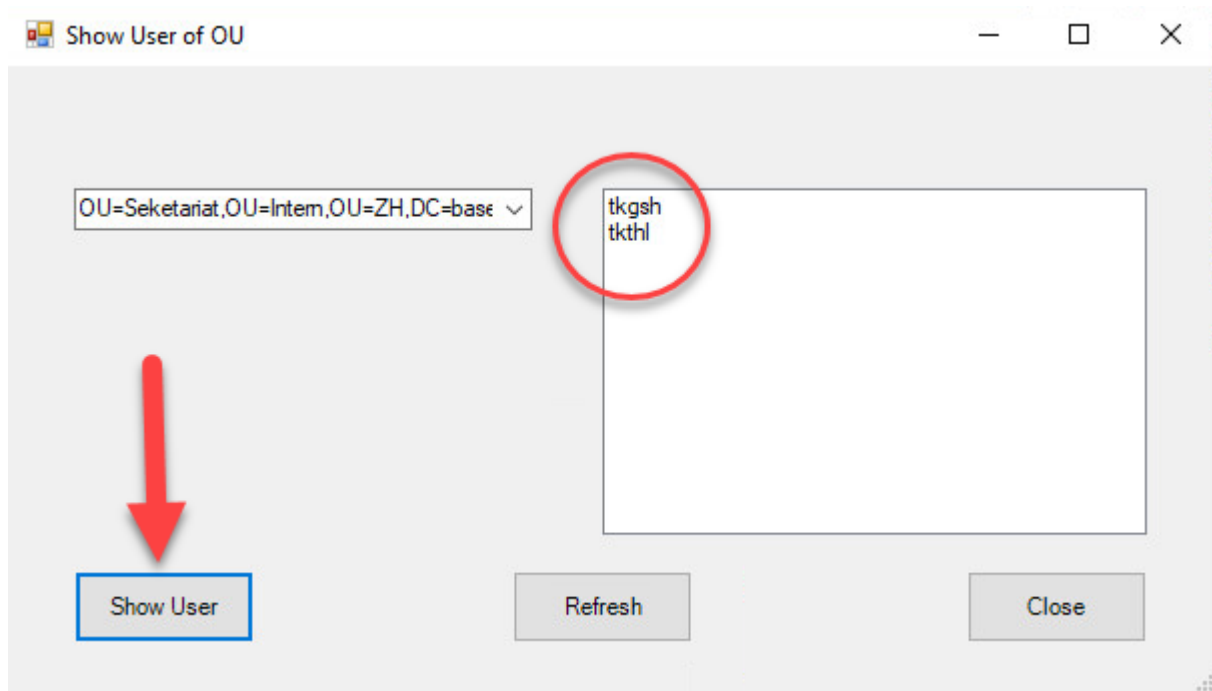 Show User of OU
OU=Seketariat,OU=Intern,OU=ZH,DC=base
tkgsh
tkthl
Show User
Refresh
Close